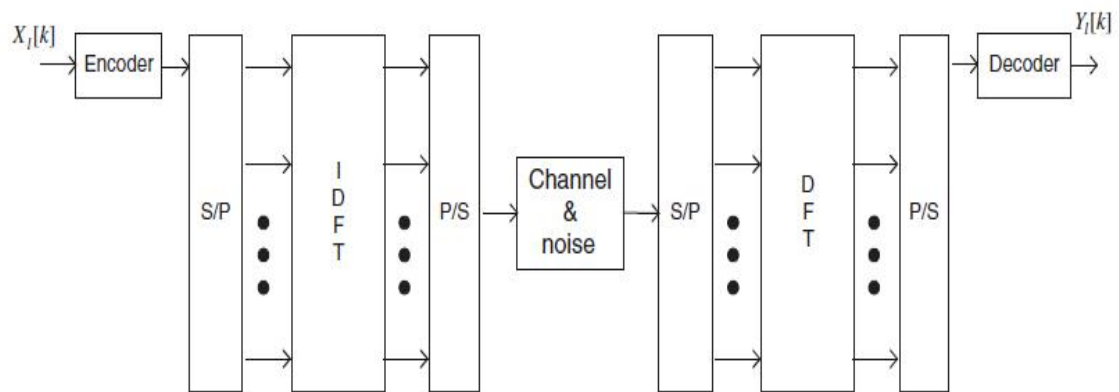 X_l[k]
Encoder
S/P
I
D
F
T
P/S
Channel
&
noise
S/P
D
F
T
P/S
Decoder
Y_l[k]